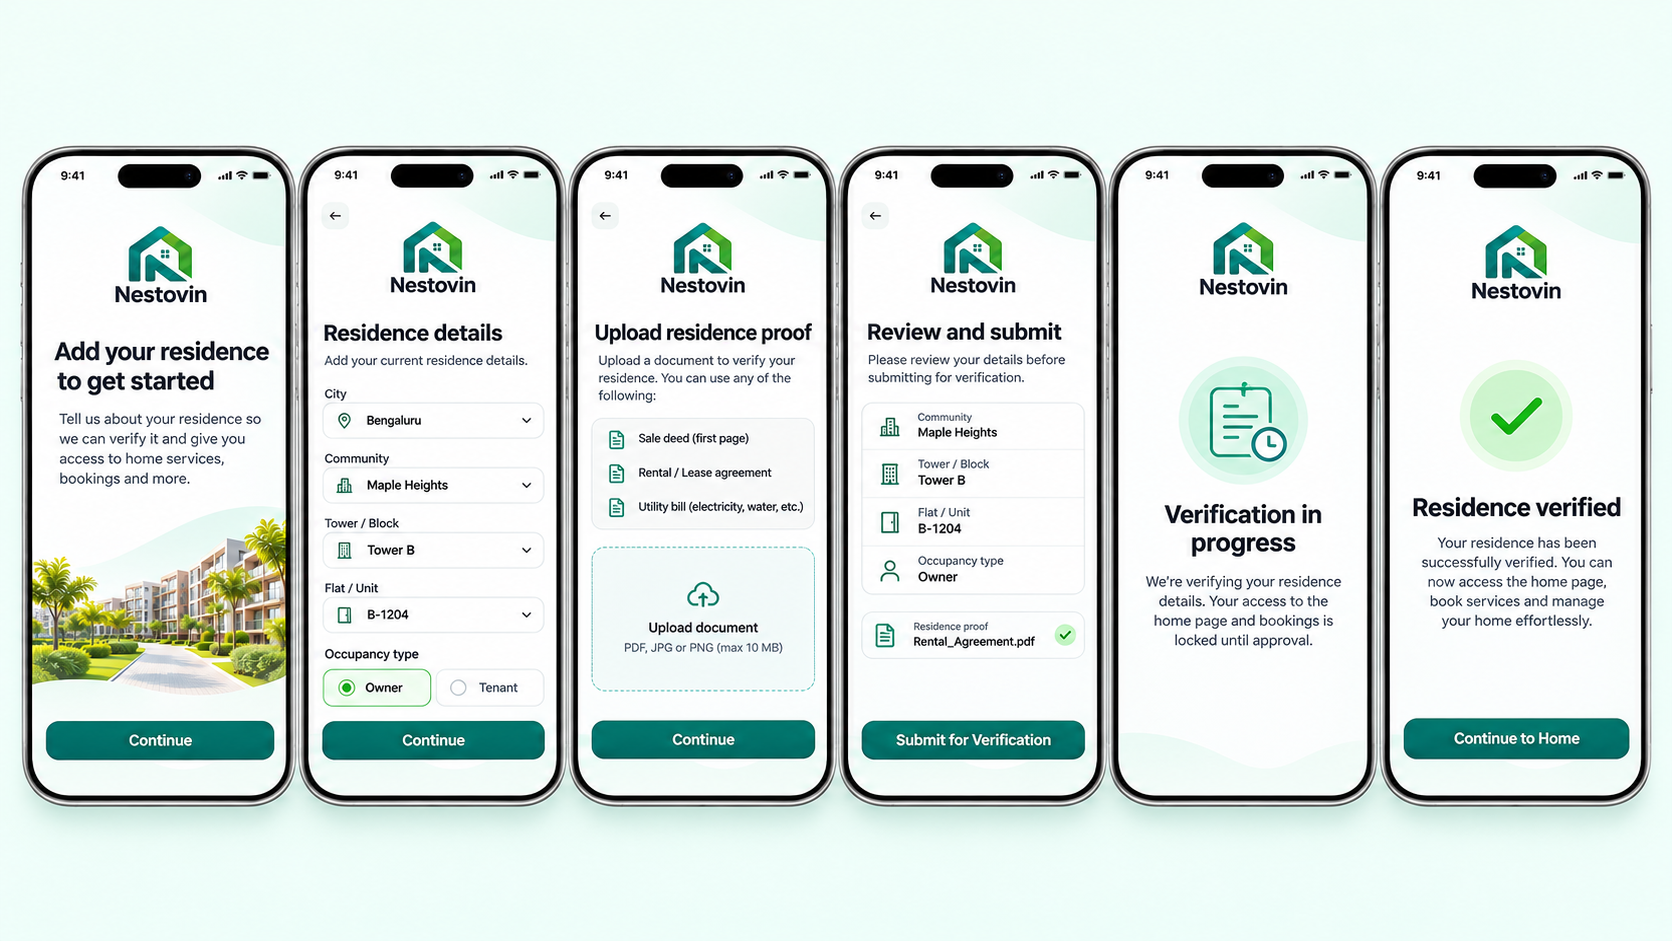 9:41
Nestovin
Add your residence
to get started
Tell us about your residence so
we can verify it and give you
access to home services,
bookings and more.
Continue
9:41
Nestovin
Residence details
Add your current residence details.
City
Bengaluru
Community
Maple Heights
Tower / Block
Tower B
Flat / Unit
B-1204
Occupancy type
Owner
Tenant
Continue
9:41
Nestovin
Upload residence proof
Upload a document to verify your
residence. You can use any of the
following:
Sale deed (first page)
Rental / Lease agreement
Utility bill (electricity, water, etc.)
Upload document
PDF, JPG or PNG (max 10 MB)
Continue
9:41
Nestovin
Review and submit
Please review your details before
submitting for verification.
Community
Maple Heights
Tower / Block
Tower B
Flat / Unit
B-1204
Occupancy type
Owner
Residence proof
Rental_Agreement.pdf
Submit for Verification
9:41
Nestovin
Verification in
progress
We're verifying your residence
details. Your access to the
home page and bookings is
locked until approval.
9:41
Nestovin
Residence verified
Your residence has been
successfully verified. You can
now access the home page,
book services and manage
your home effortlessly.
Continue to Home